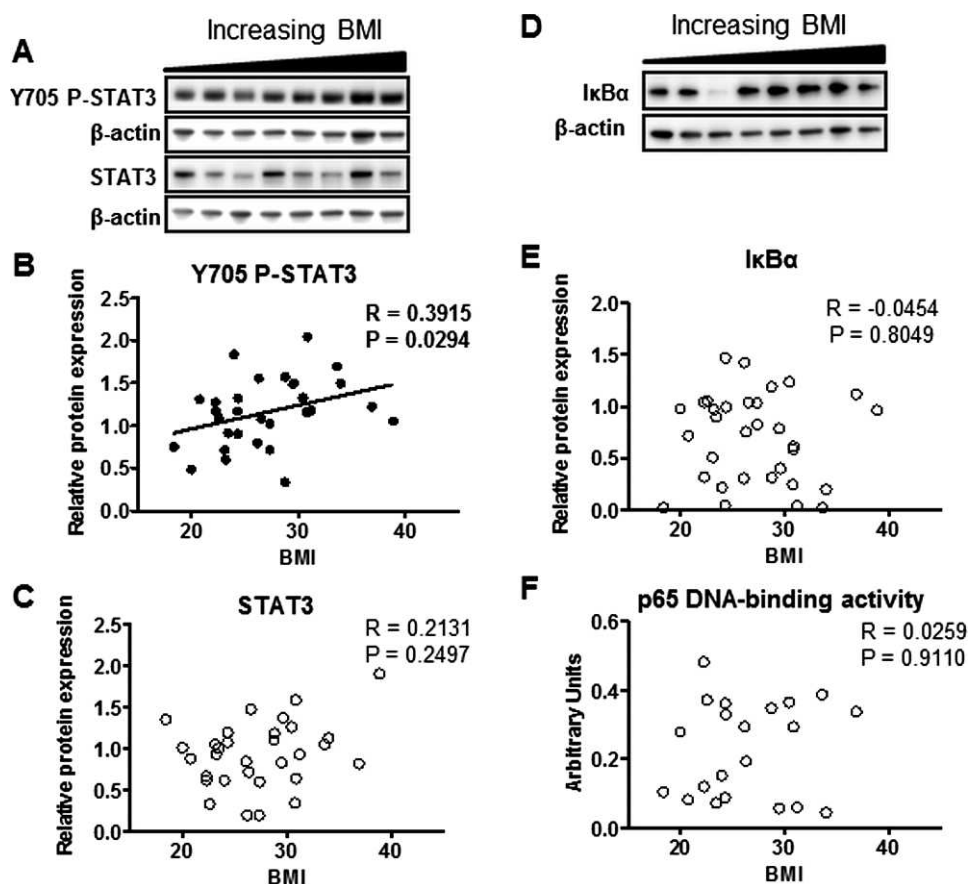 A
Increasing BMI
Y705 P-STAT3
β-actin
STAT3
β-actin
B
Y705 P-STAT3
Relative protein expression
2.5
2.0
1.5
1.0
0.5
0.0
R = 0.3915
P = 0.0294
20
30
40
BMI
C
STAT3
Relative protein expression
2.5
2.0
1.5
1.0
0.5
0.0
R = 0.2131
P = 0.2497
20
30
40
BMI
D
Increasing BMI
IκBα
β-actin
E
IκBα
Relative protein expression
2.0
1.5
1.0
0.5
0.0
R = -0.0454
P = 0.8049
20
30
40
BMI
F
p65 DNA-binding activity
Arbitrary Units
0.6
0.4
0.2
0.0
R = 0.0259
P = 0.9110
20
30
40
BMI